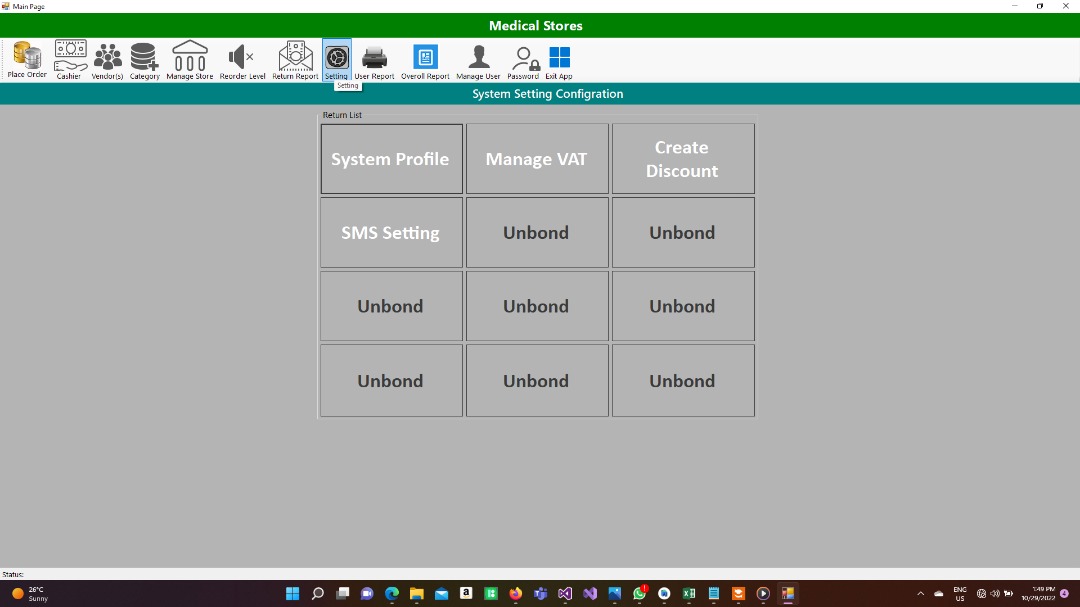 Main Page
Medical Stores
Place Order
Cashier
Vendor(s)
Category
Manage Store
Reorder Level
Return Report
Setting
User Report
Overoll Report
Manage User
Password
Exit App
Setting
System Setting Configration
Return List
System Profile
Manage VAT
Create
Discount
SMS Setting
Unbond
Unbond
Unbond
Unbond
Unbond
Unbond
Unbond
Unbond
Status:
26°C
Sunny
ENG
US
1:49 PM
10/29/2022